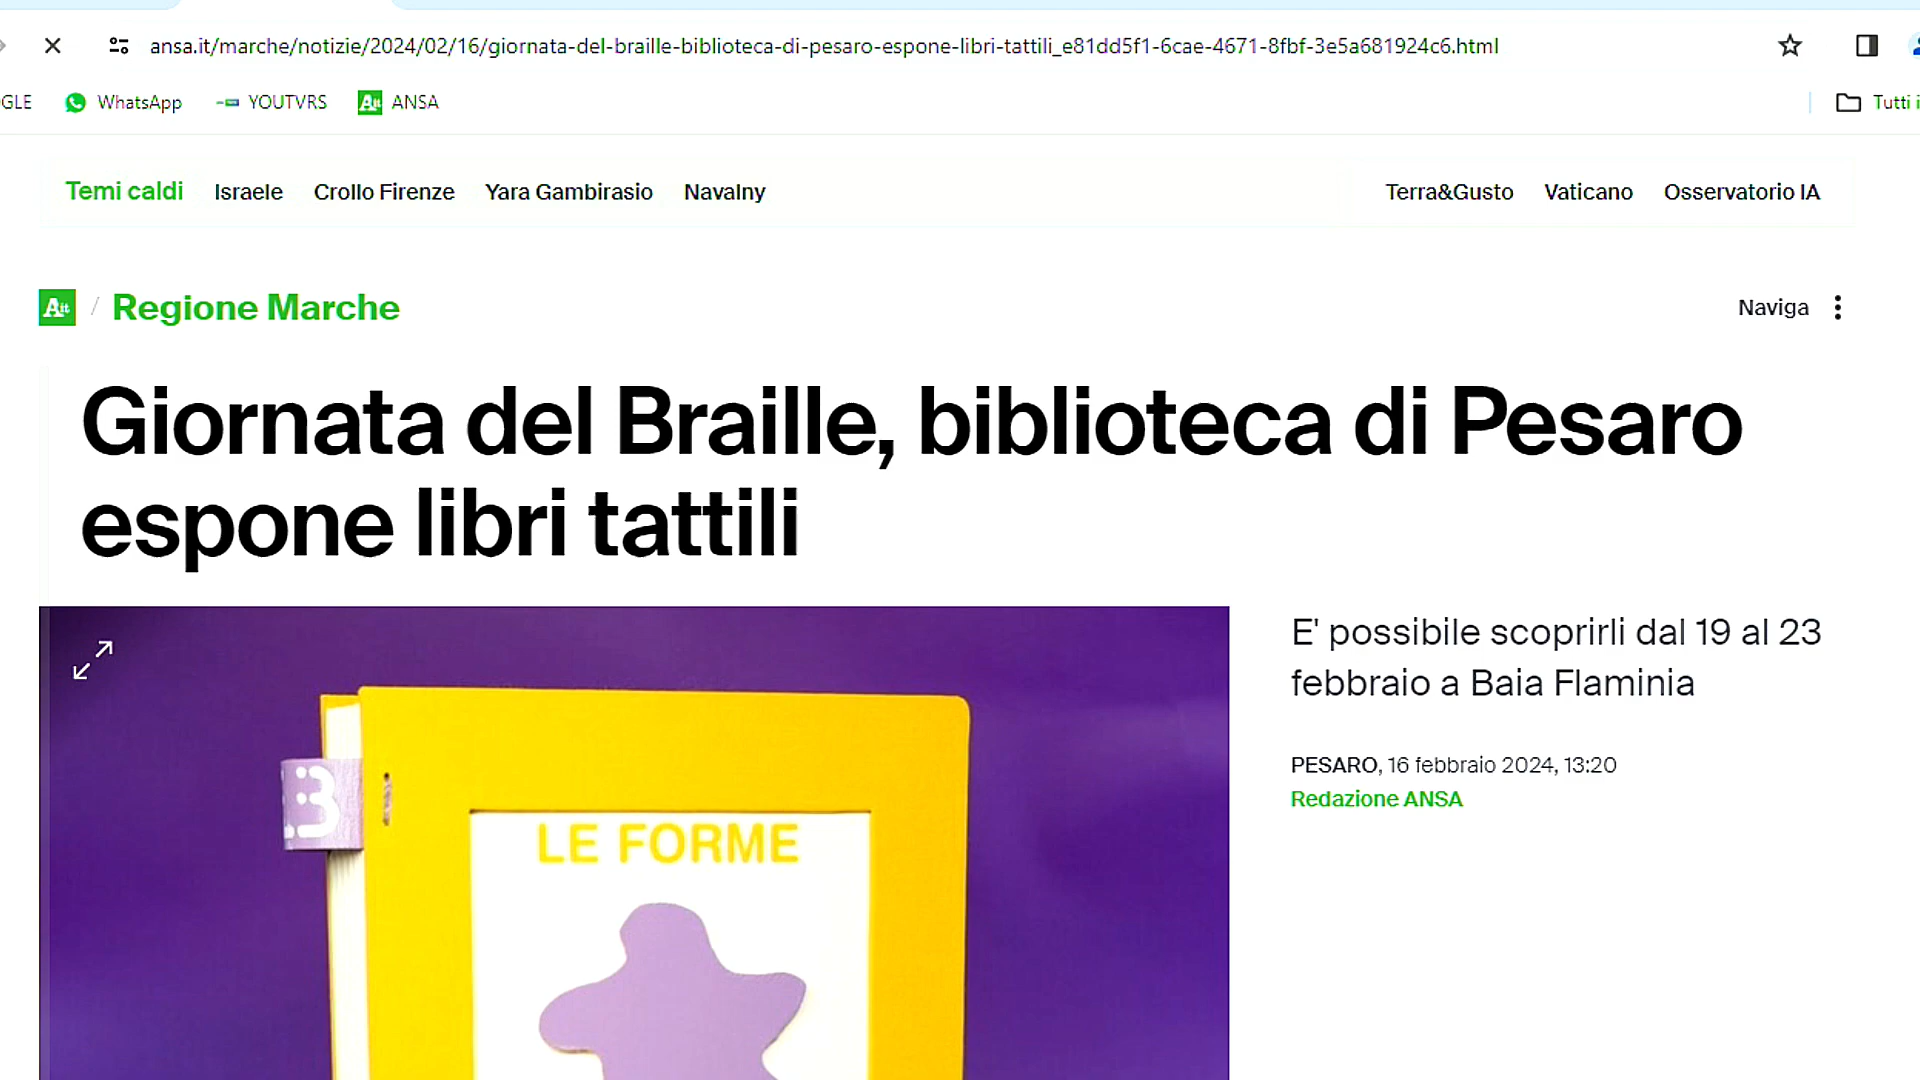 ansa.it/marche/notizie/2024/02/16/giornata-del-braille-biblioteca-di-pesaro-espone-libri-tattili_e81dd5f1-6cae-4671-8fbf-3e5a681924c6.html
GLE WhatsApp YOUTVRS ANSA Tutti i
Temi caldi Israele Crollo Firenze Yara Gambirasio Navalny Terra&Gusto Vaticano Osservatorio IA
A.it / Regione Marche Naviga
Giornata del Braille, biblioteca di Pesaro
espone libri tattili
E' possibile scoprirli dal 19 al 23
febbraio a Baia Flaminia
PESARO, 16 febbraio 2024, 13:20
Redazione ANSA
LE FORME